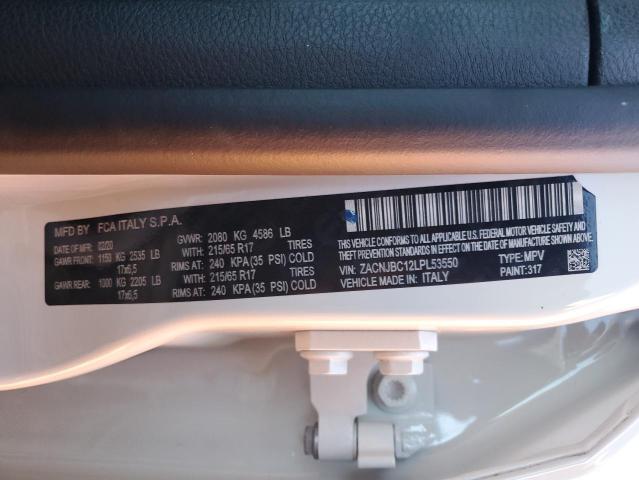 MFD BY FCA ITALY S.P.A.
DATE OF MFR: 02/20 GVWR: 2080 KG 4586 LB
GAWR FRONT: 1150 KG 2535 LB 215/65 R17 TIRES
17x6,5 RIMS AT: 240 KPA (35 PSI) COLD
GAWR REAR: 1000 KG 2205 LB 215/65 R17 TIRES
17x6,5 RIMS AT: 240 KPA (35 PSI) COLD
THIS VEHICLE CONFORMS TO ALL APPLICABLE
FEDERAL MOTOR VEHICLE SAFETY, BUMPER, AND
THEFT PREVENTION STANDARDS IN EFFECT ON THE
DATE OF MANUFACTURE SHOWN ABOVE.
VIN: ZACNJBC12LPL53550 TYPE: MPV
VEHICLE MADE IN: ITALY PAINT: 317